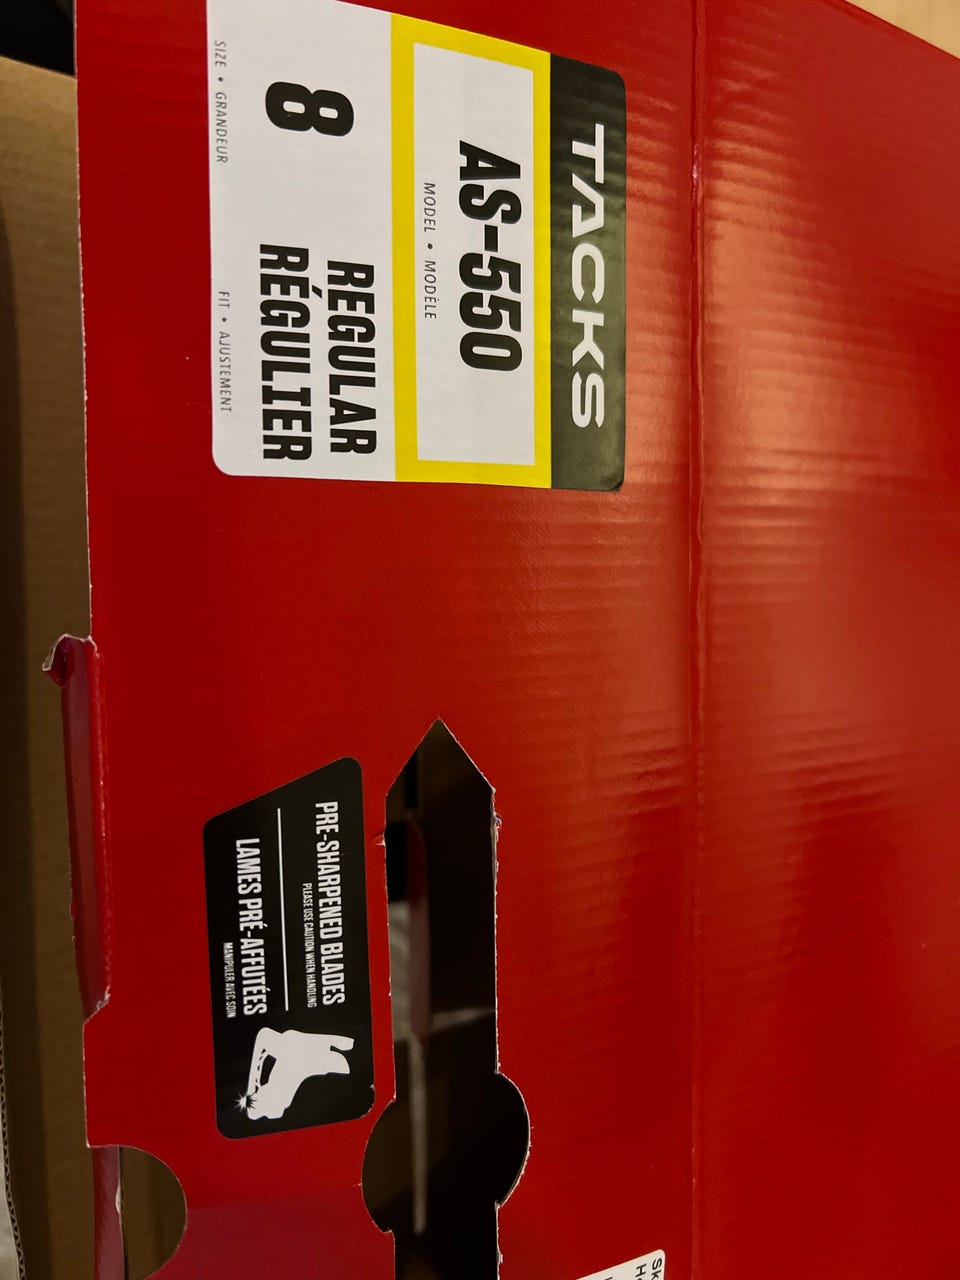 TACKS
AS-550
MODEL • MODÈLE
8
REGULAR
RÉGULIER
SIZE • GRANDEUR
FIT • AJUSTEMENT
PRE-SHARPENED BLADES
PLEASE USE CAUTION WHEN HANDLING
LAMES PRÉ-AFFUTÉES
MANIPULER AVEC SOIN